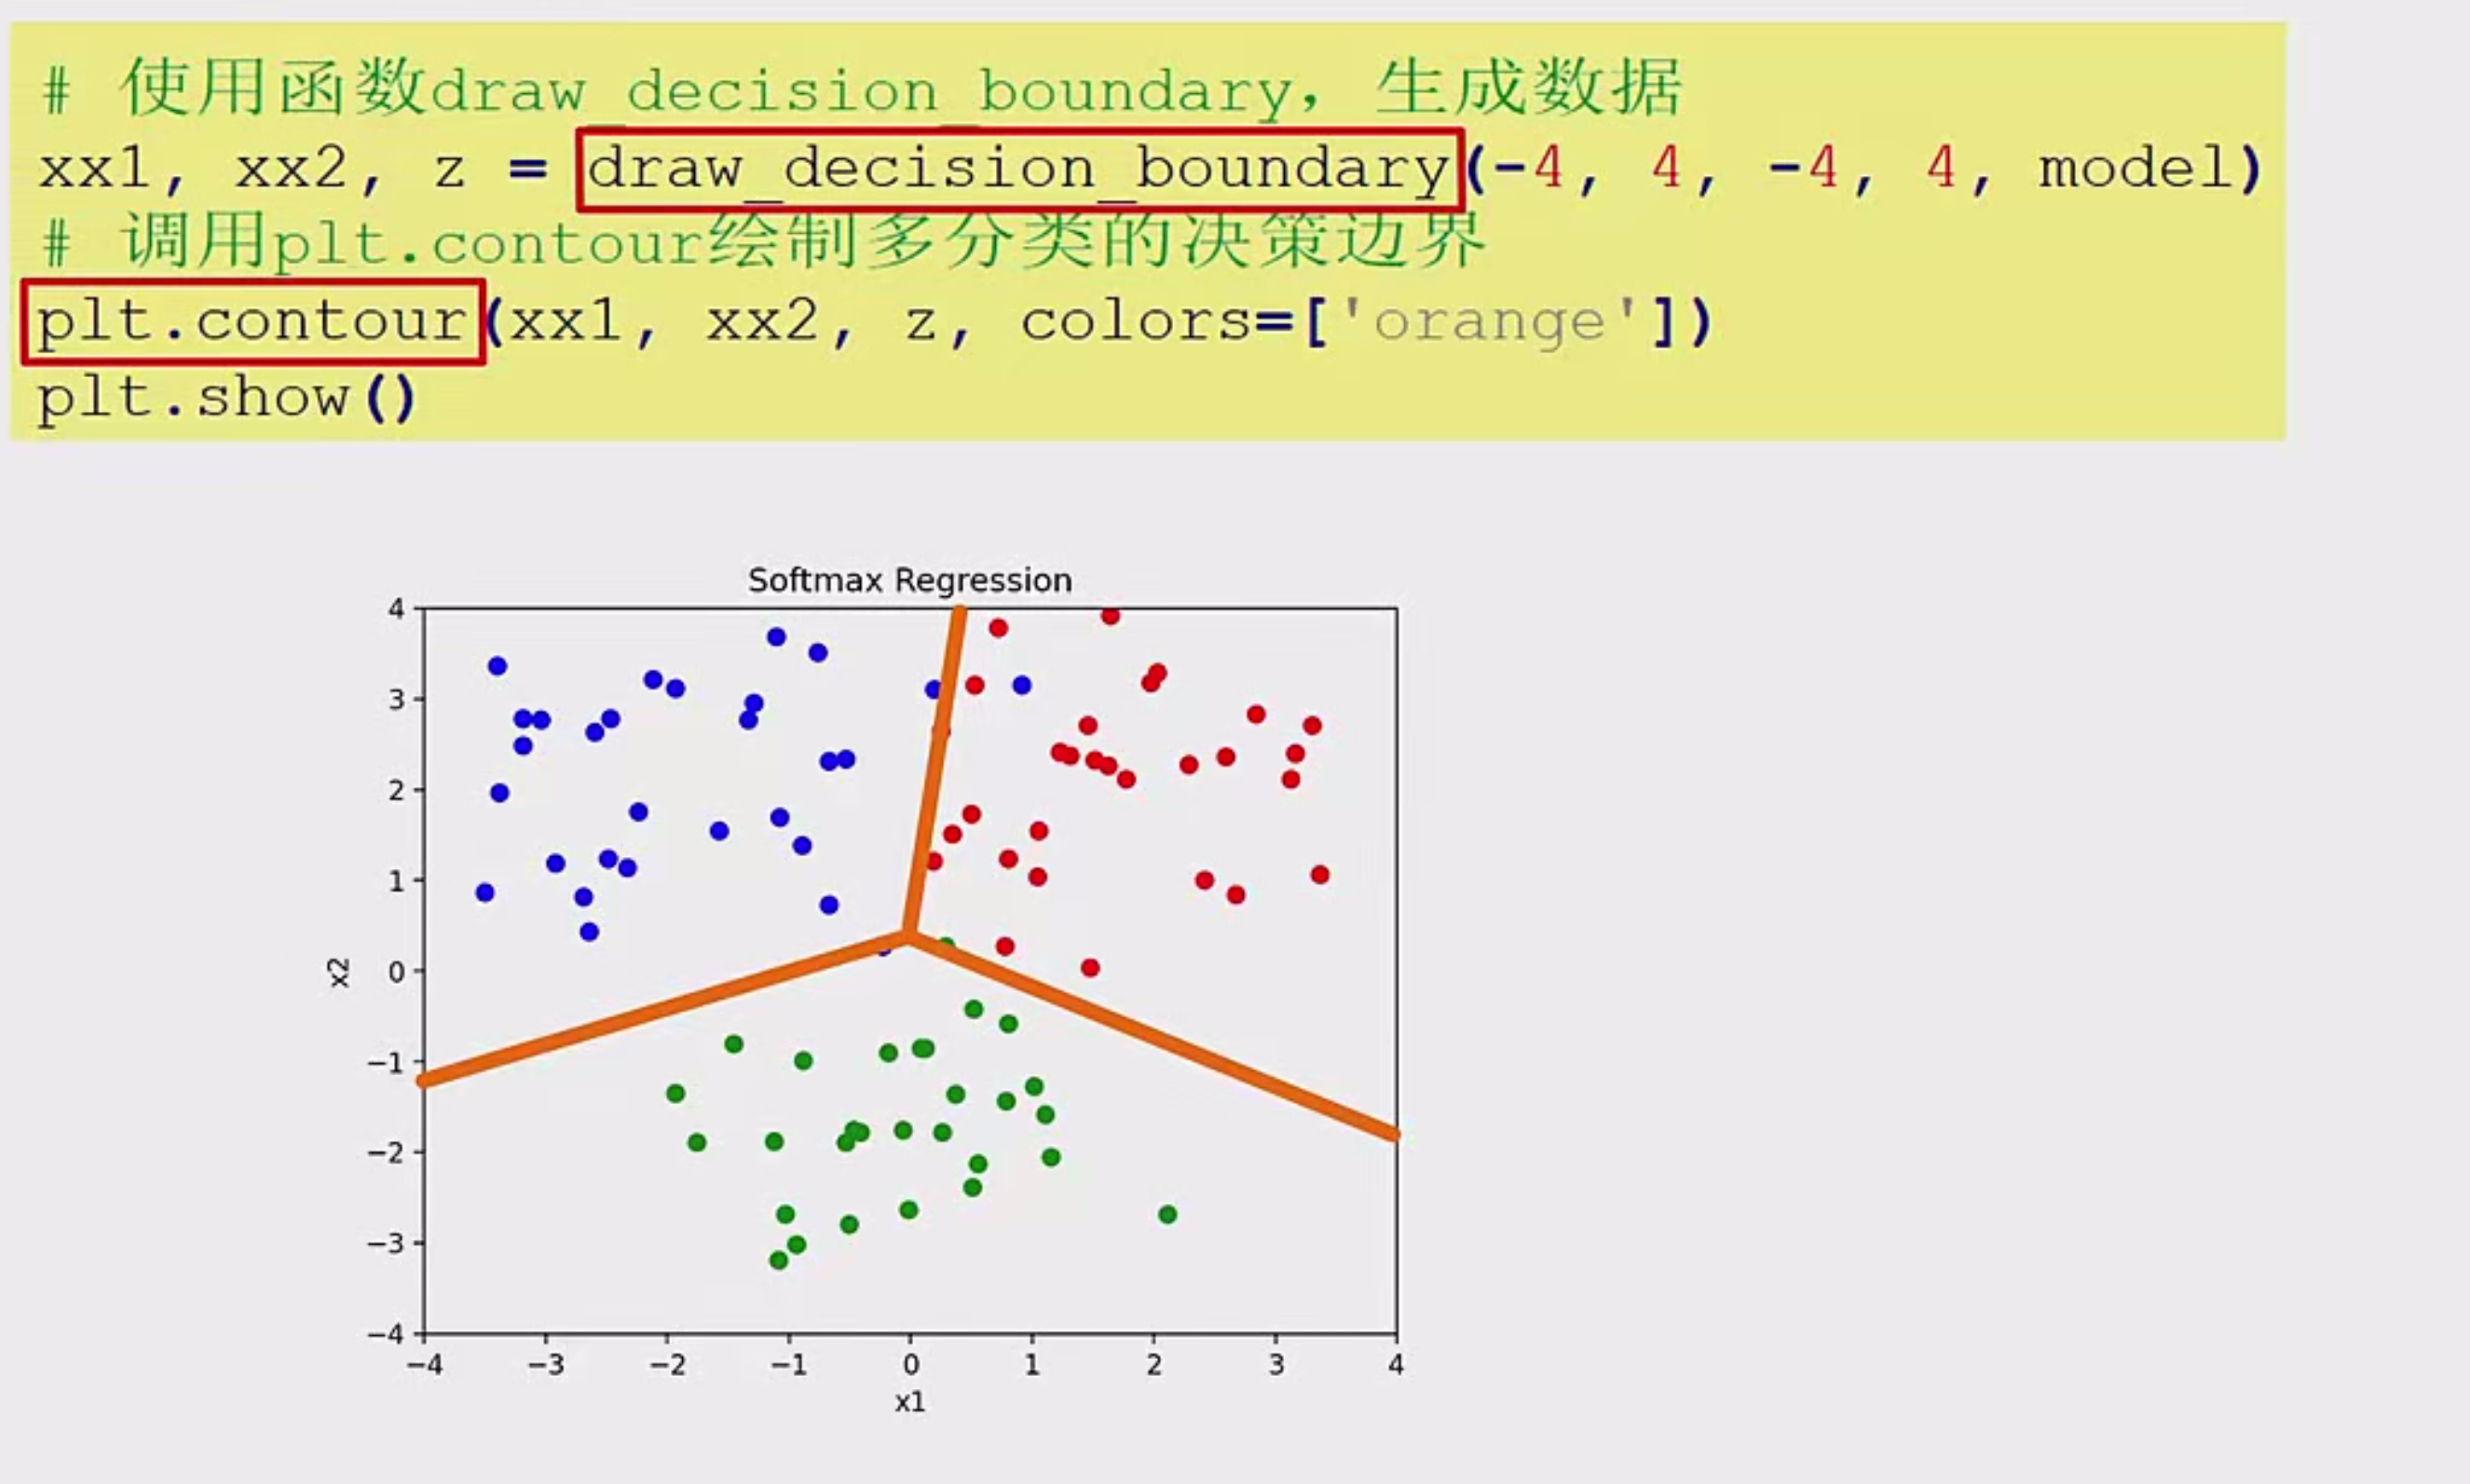 # 使用函数draw_decision_boundary，生成数据
xx1, xx2, z = draw_decision_boundary(-4, 4, -4, 4, model)
# 调用plt.contour绘制多分类的决策边界
plt.contour(xx1, xx2, z, colors=['orange'])
plt.show()
Softmax Regression
4
3
2
1
0
−1
−2
−3
−4
x2
−4 −3 −2 −1 0 1 2 3 4
x1